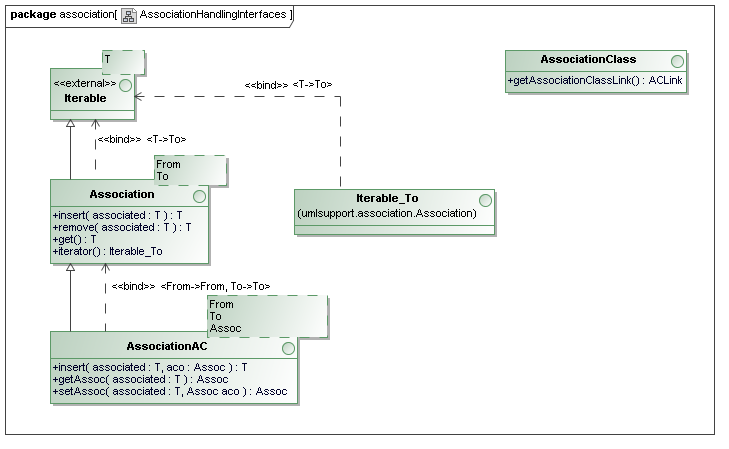 package association[ AssociationHandlingInterfaces ]
T
<<external>>
Iterable
<<bind>> <T->To>
AssociationClass
+getAssociationClassLink() : ACLink
<<bind>> <T->To>
From
To
Association
+insert( associated : T ) : T
+remove( associated : T ) : T
+get() : T
+iterator() : Iterable_To
Iterable_To
(umlsupport.association.Association)
<<bind>> <From->From, To->To>
From
To
Assoc
AssociationAC
+insert( associated : T, aco : Assoc ) : T
+getAssoc( associated : T ) : Assoc
+setAssoc( associated : T, Assoc aco ) : Assoc